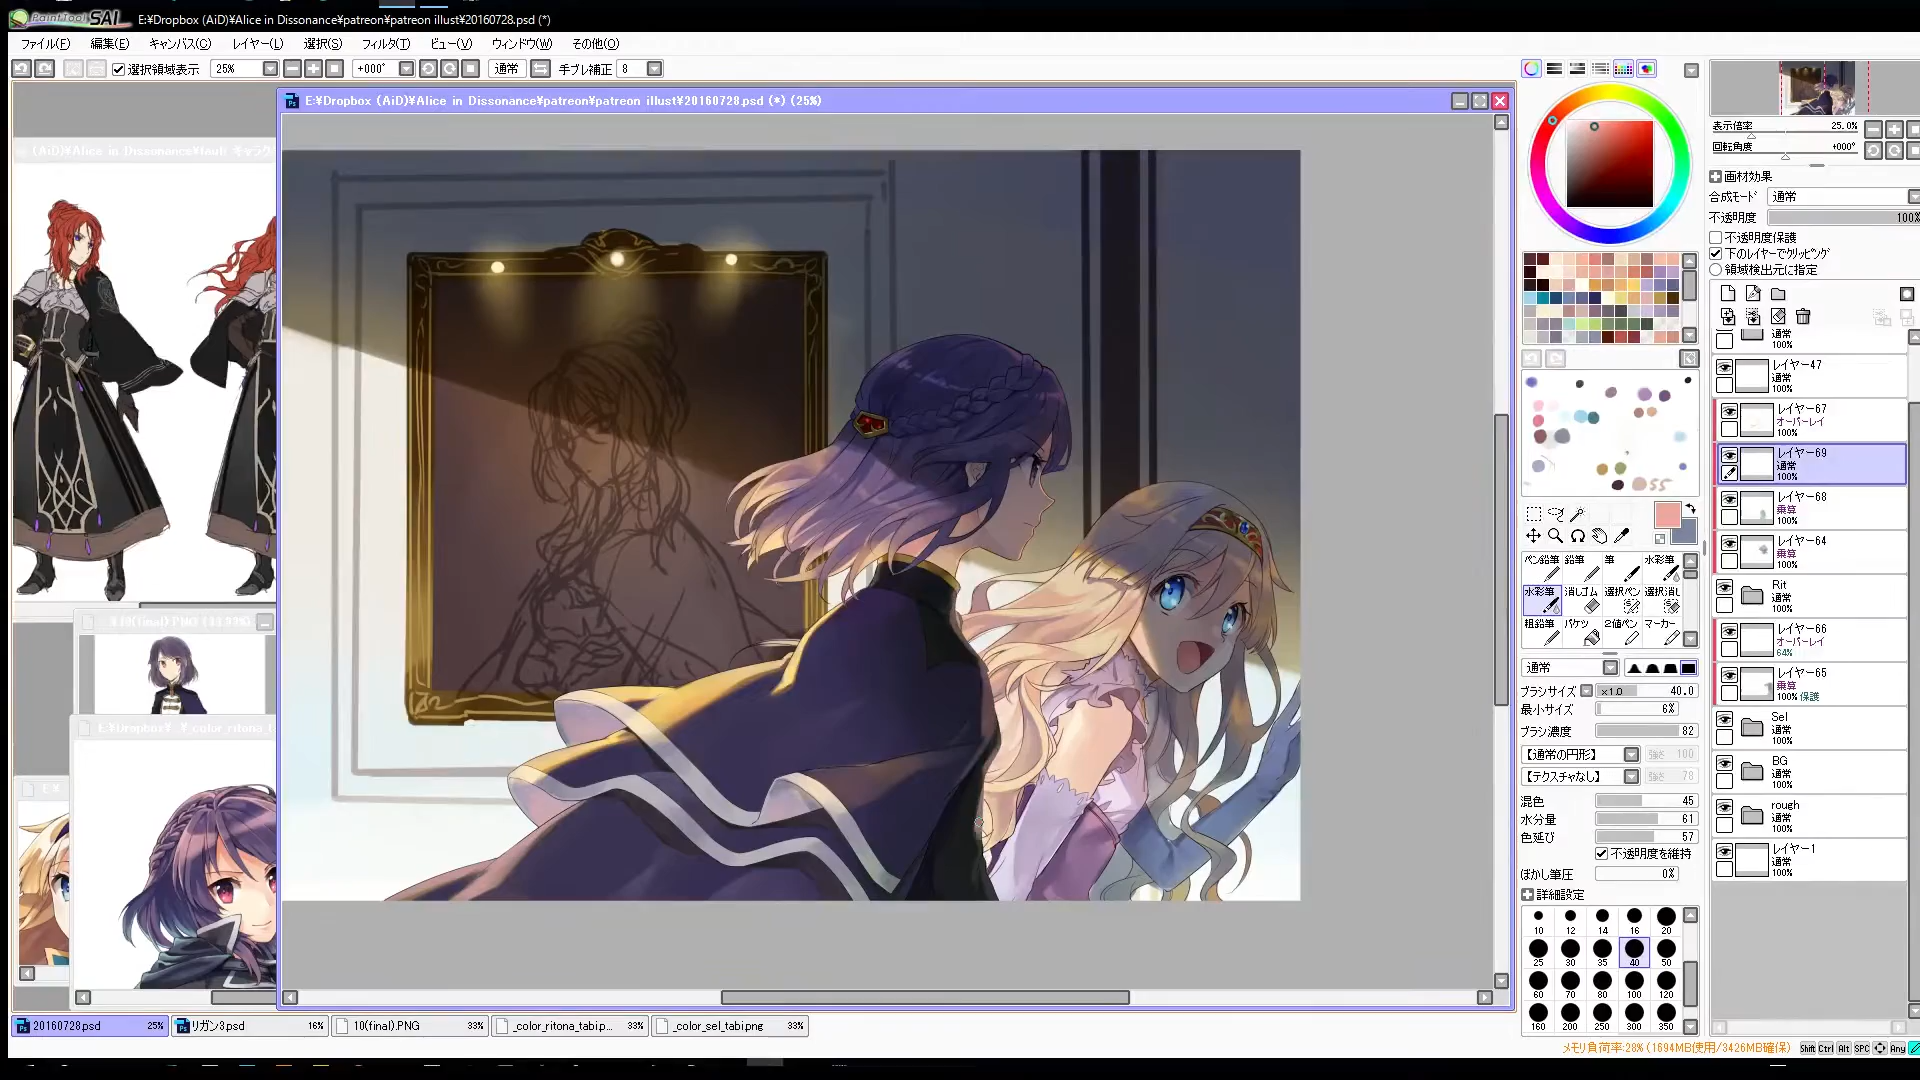 PaintTool SAI E:¥Dropbox (AiD)¥Alice in Dissonance¥patreon¥patreon illust¥20160728.psd (*)
ファイル(F) 編集(E) キャンバス(C) レイヤー(L) 選択(S) フィルタ(T) ビュー(V) ウィンドウ(W) その他(O)
選択領域表示 25% +000° 通常 手ブレ補正 8
E:¥Dropbox (AiD)¥Alice in Dissonance¥patreon¥patreon illust¥20160728.psd (*) (25%)
表示倍率 25.0%
回転角度 +000°
画材効果
合成モード 通常
不透明度 100%
不透明度保護
下のレイヤーでクリッピング
領域検出元に指定
通常
100%
レイヤー47
通常
100%
レイヤー67
オーバーレイ
100%
レイヤー69
通常
100%
レイヤー68
乗算
100%
レイヤー64
乗算
100%
Rit
通常
100%
レイヤー66
オーバーレイ
64%
レイヤー65
乗算
100% 保護
Sel
通常
100%
BG
通常
100%
rough
通常
100%
レイヤー1
通常
100%
ペン鉛筆 鉛筆 筆 水彩筆
水彩筆 消しゴム 選択ペン 選択消し
粗鉛筆 バケツ 2値ペン マーカー
通常
ブラシサイズ x1.0 40.0
最小サイズ 6%
ブラシ濃度 82
【通常の円形】 強さ 100
【テクスチャなし】 強さ 78
混色 45
水分量 61
色延び 57
不透明度を維持
ぼかし筆圧 0%
詳細設定
10 12 14 16 20
25 30 35 40 50
60 70 80 100 120
160 200 250 300 350
20160728.psd 25% リガン3.psd 16% 10(final).PNG 33% _color_ritona_tabi.p... 33% _color_sel_tabi.png 33%
メモリ負荷率:28% (1694MB使用/3426MB確保) Shift Ctrl Alt SPC Any